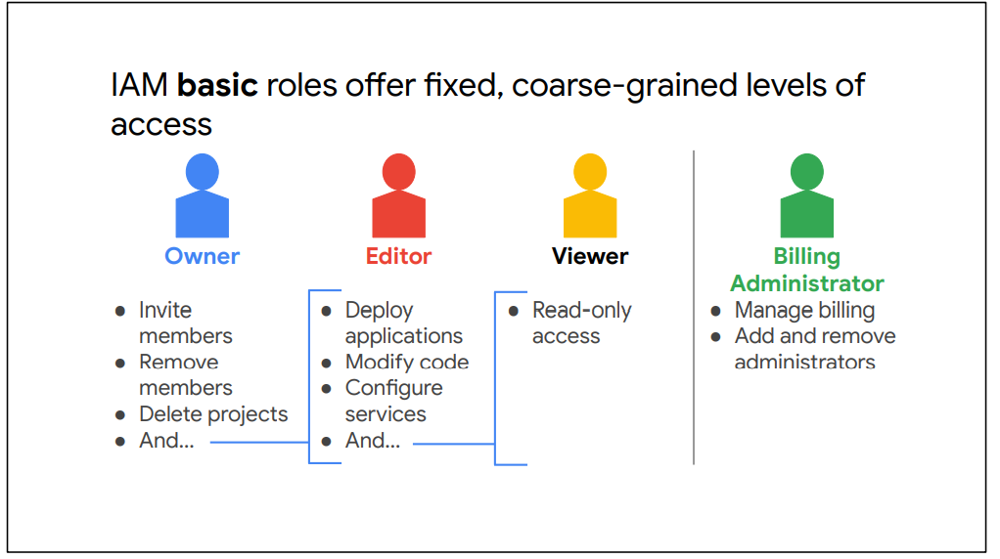 IAM basic roles offer fixed, coarse-grained levels of
access
Owner
● Invite
members
● Remove
members
● Delete projects
● And...
Editor
● Deploy
applications
● Modify code
● Configure
services
● And...
Viewer
● Read-only
access
Billing
Administrator
● Manage billing
● Add and remove
administrators